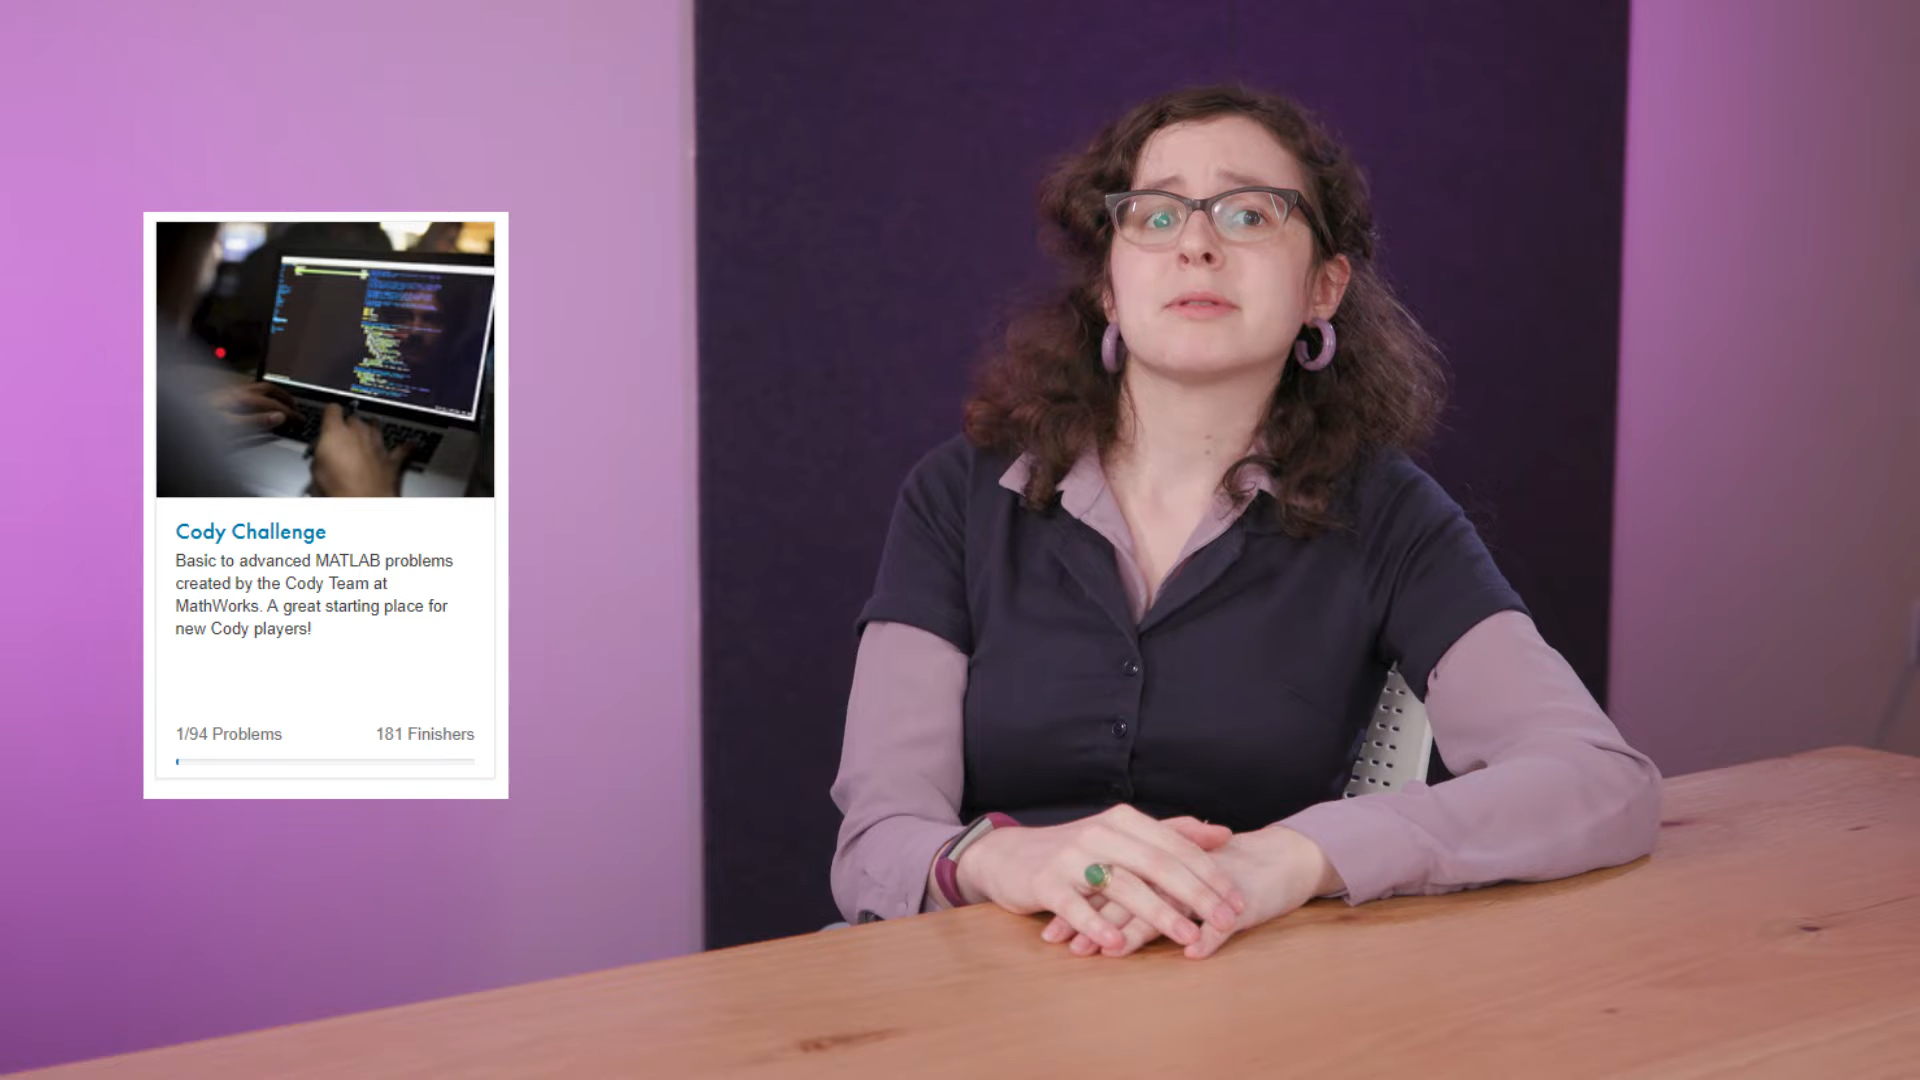 Cody Challenge
Basic to advanced MATLAB problems
created by the Cody Team at
MathWorks. A great starting place for
new Cody players!
1/94 Problems 181 Finishers